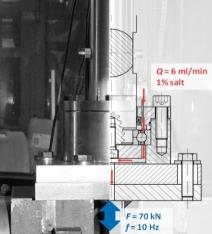 Q = 6 ml/min
1% salt
F = 70 kN
f = 10 Hz